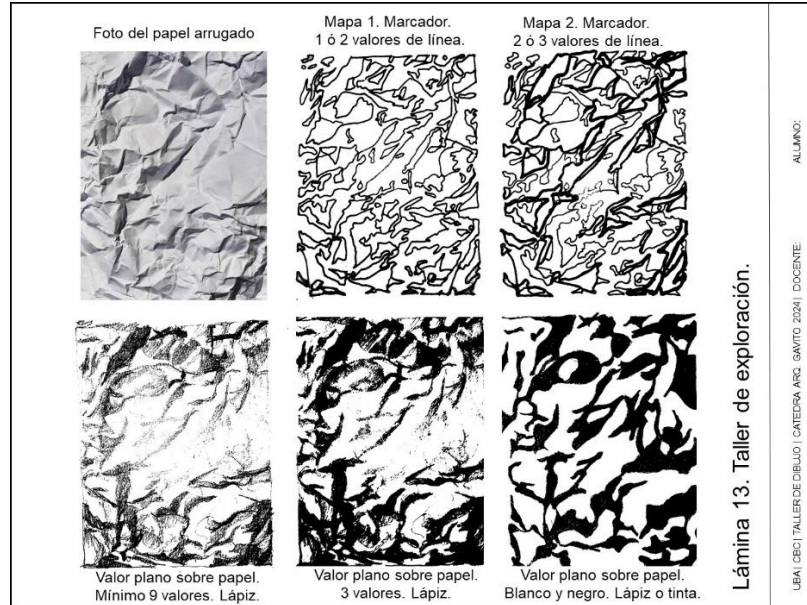 Foto del papel arrugado
Mapa 1. Marcador.
1 ó 2 valores de línea.
Mapa 2. Marcador.
2 ó 3 valores de línea.
Valor plano sobre papel.
Mínimo 9 valores. Lápiz.
Valor plano sobre papel.
3 valores. Lápiz.
Valor plano sobre papel.
Blanco y negro. Lápiz o tinta.
Lámina 13. Taller de exploración.
UBA | CBC | TALLER DE DIBUJO | CATEDRA ARQ. GAVITO 2024 | DOCENTE: ALUMNO: